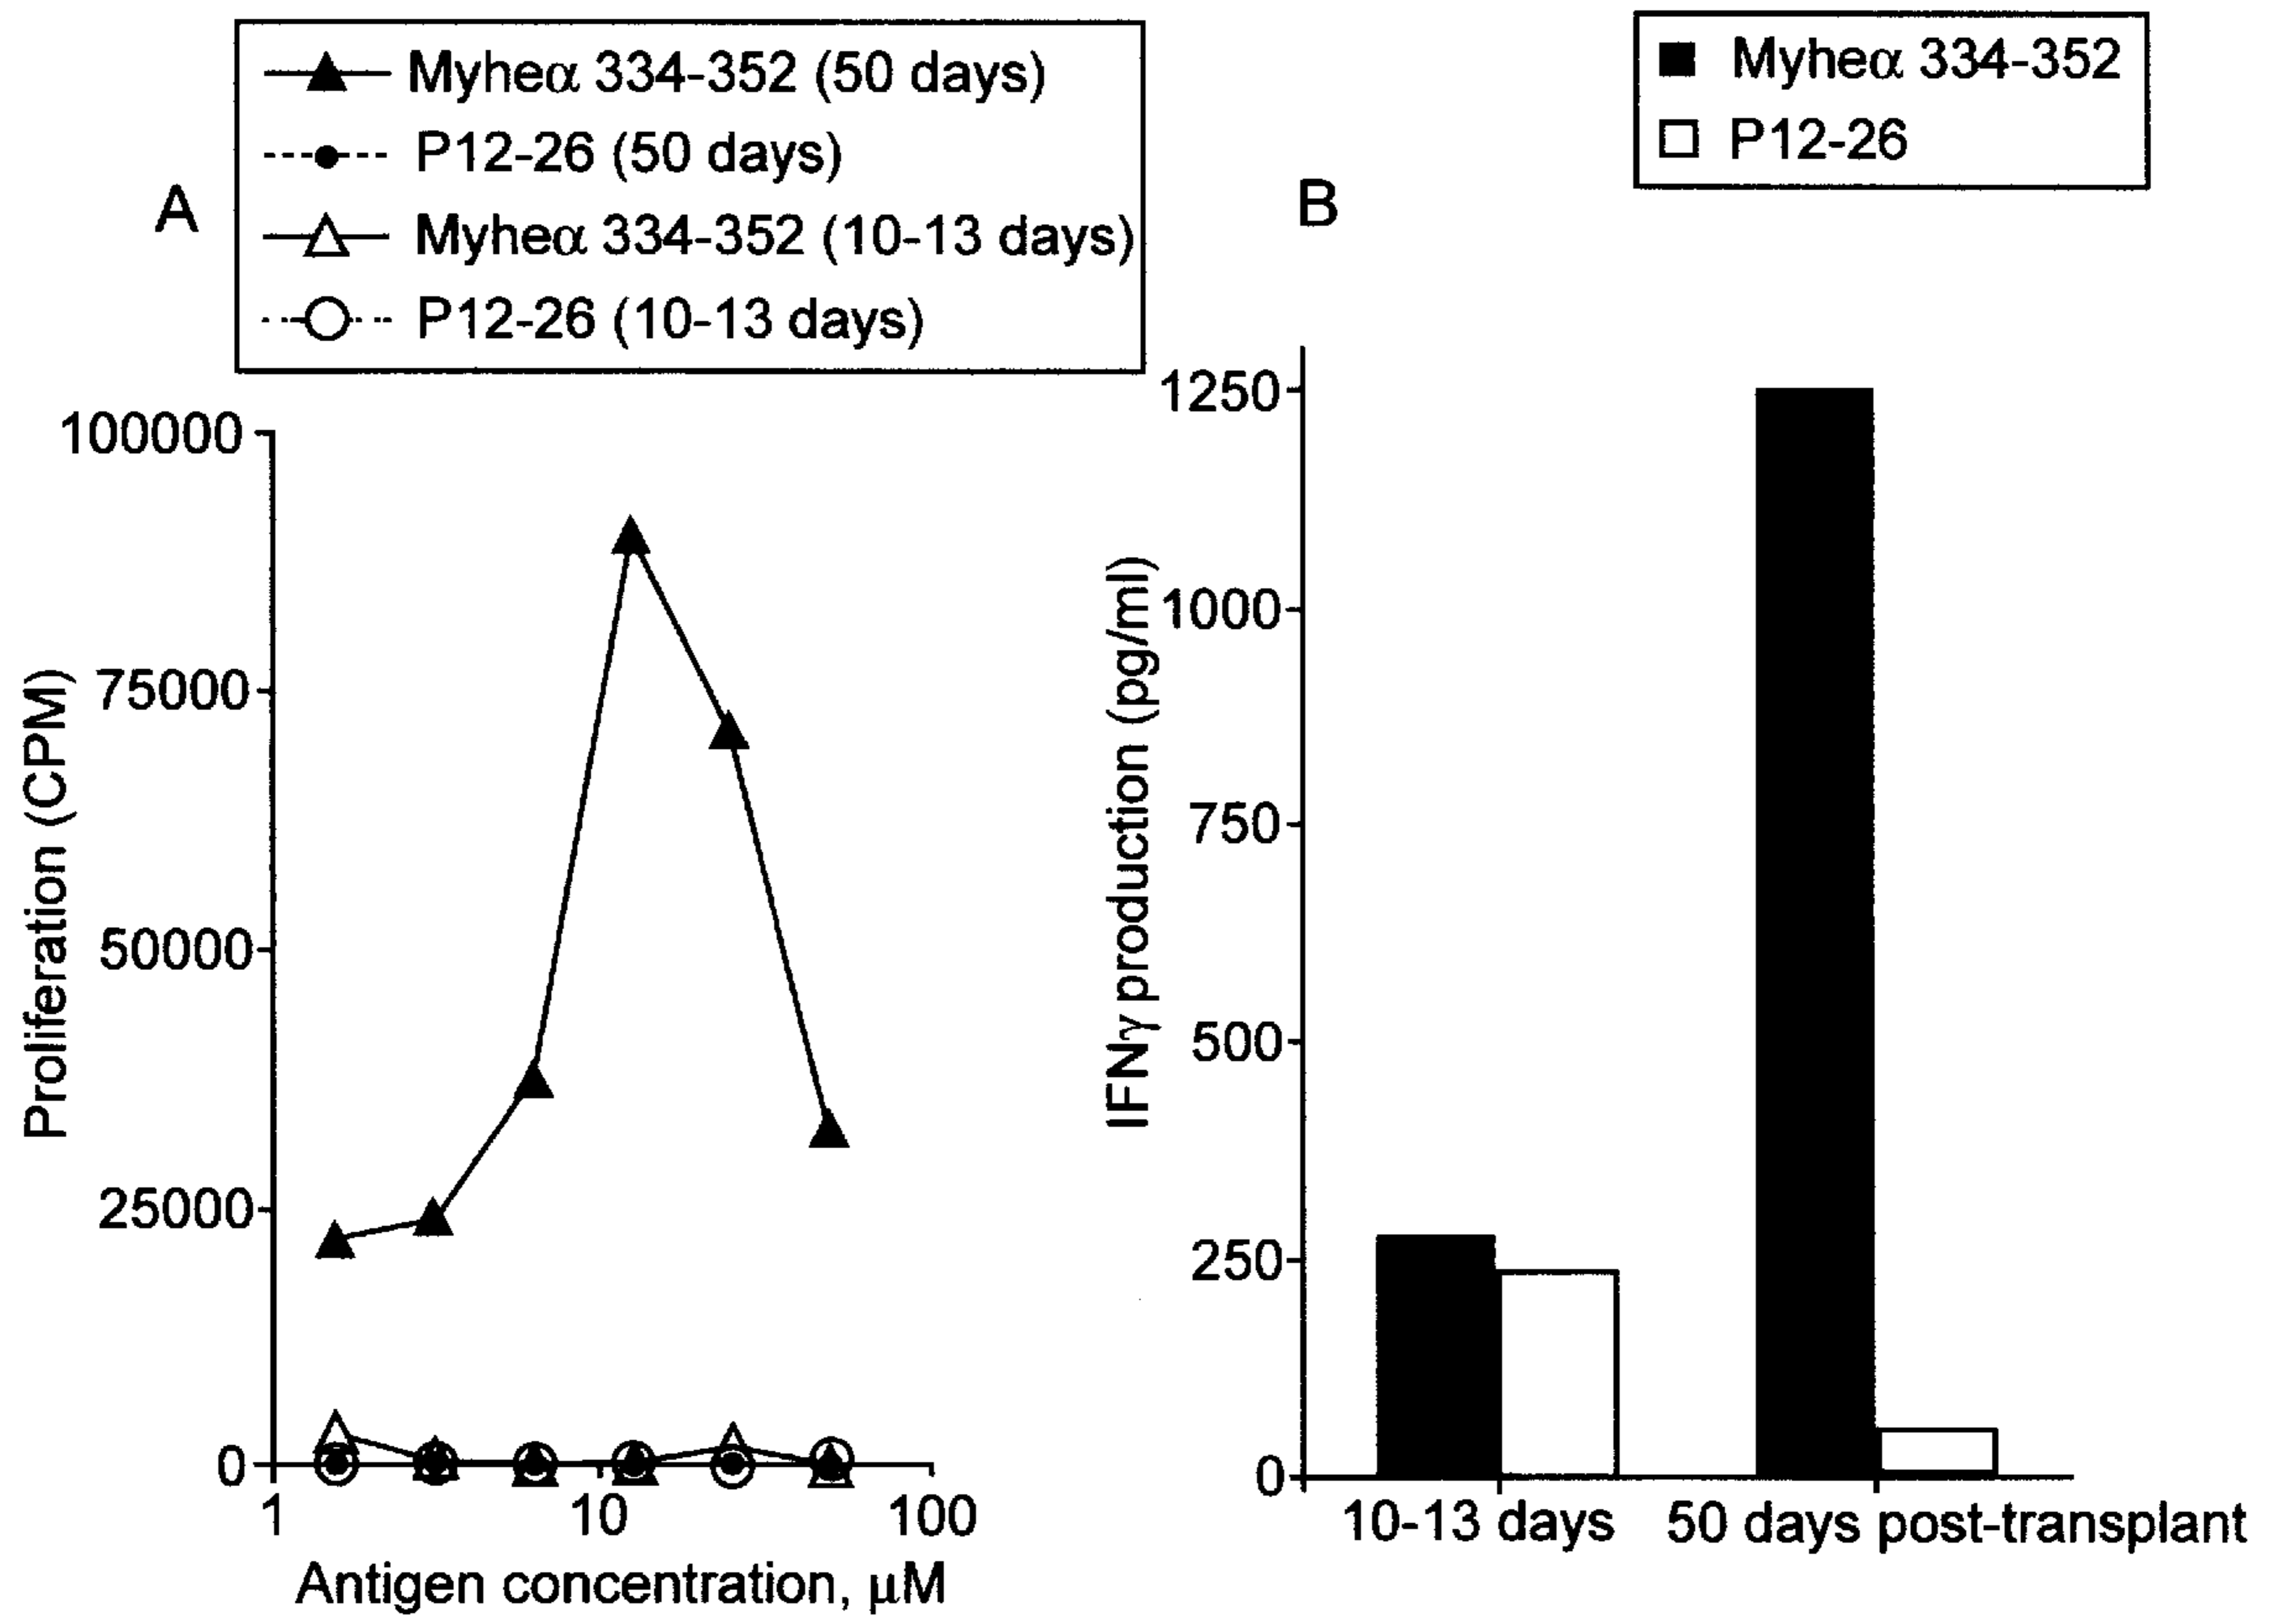 Myheα 334-352 (50 days)
P12-26 (50 days)
Myheα 334-352 (10-13 days)
P12-26 (10-13 days)
A
100000
75000
50000
25000
0
1
10
100
Proliferation (CPM)
Antigen concentration, μM
Myheα 334-352
P12-26
B
1250
1000
750
500
250
0
IFNγ production (pg/ml)
10-13 days
50 days post-transplant